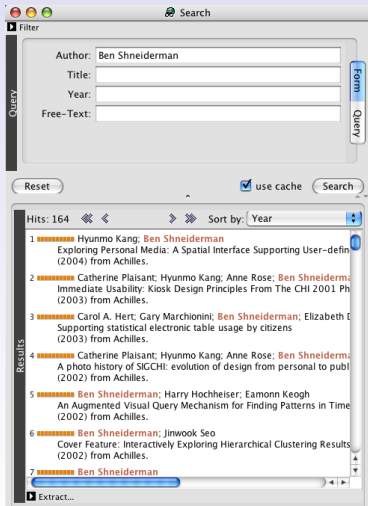 Search
Filter
Query
Author: Ben Shneiderman
Title:
Year:
Free-Text:
Form
Query
Reset
use cache
Search
Results
Hits: 164
Sort by: Year
1 Hyunmo Kang; Ben Shneiderman
Exploring Personal Media: A Spatial Interface Supporting User-defin
(2004) from Achilles.
2 Catherine Plaisant; Hyunmo Kang; Anne Rose; Ben Shneiderma
Immediate Usability: Kiosk Design Principles From The CHI 2001 Ph
(2003) from Achilles.
3 Carol A. Hert; Gary Marchionini; Ben Shneiderman; Elizabeth D
Supporting statistical electronic table usage by citizens
(2003) from Achilles.
4 Catherine Plaisant; Hyunmo Kang; Anne Rose; Ben Shneiderma
A photo history of SIGCHI: evolution of design from personal to publ
(2002) from Achilles.
5 Ben Shneiderman; Harry Hochheiser; Eamonn Keogh
An Augmented Visual Query Mechanism for Finding Patterns in Time
(2002) from Achilles.
6 Ben Shneiderman; Jinwook Seo
Cover Feature: Interactively Exploring Hierarchical Clustering Results
(2002) from Achilles.
7 Ben Shneiderman
Extract...